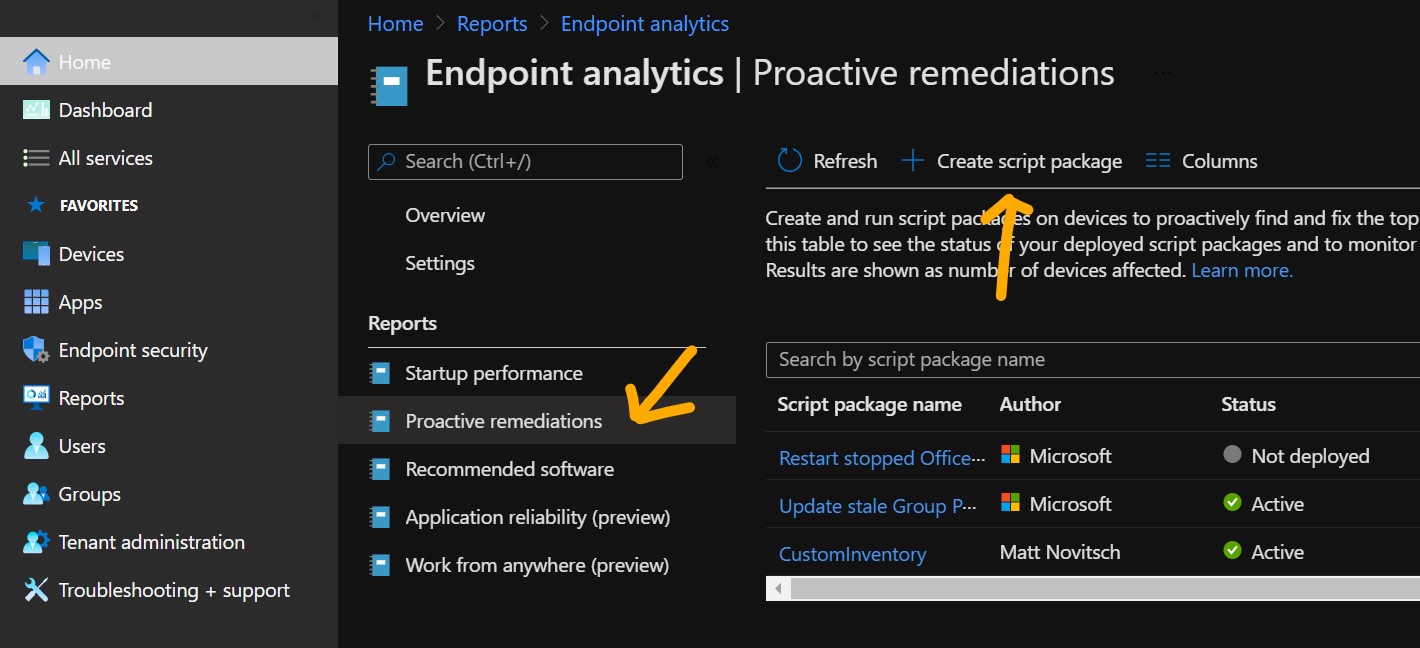 Home
Dashboard
All services
FAVORITES
Devices
Apps
Endpoint security
Reports
Users
Groups
Tenant administration
Troubleshooting + support
Home > Reports > Endpoint analytics
Endpoint analytics | Proactive remediations ...
Search (Ctrl+/)
Overview
Settings
Reports
Startup performance
Proactive remediations
Recommended software
Application reliability (preview)
Work from anywhere (preview)
Refresh + Create script package Columns
Create and run script packages on devices to proactively find and fix the top
this table to see the status of your deployed script packages and to monitor
Results are shown as number of devices affected. Learn more.
Search by script package name
Script package name Author Status
Restart stopped Office... Microsoft Not deployed
Update stale Group P... Microsoft Active
CustomInventory Matt Novitsch Active